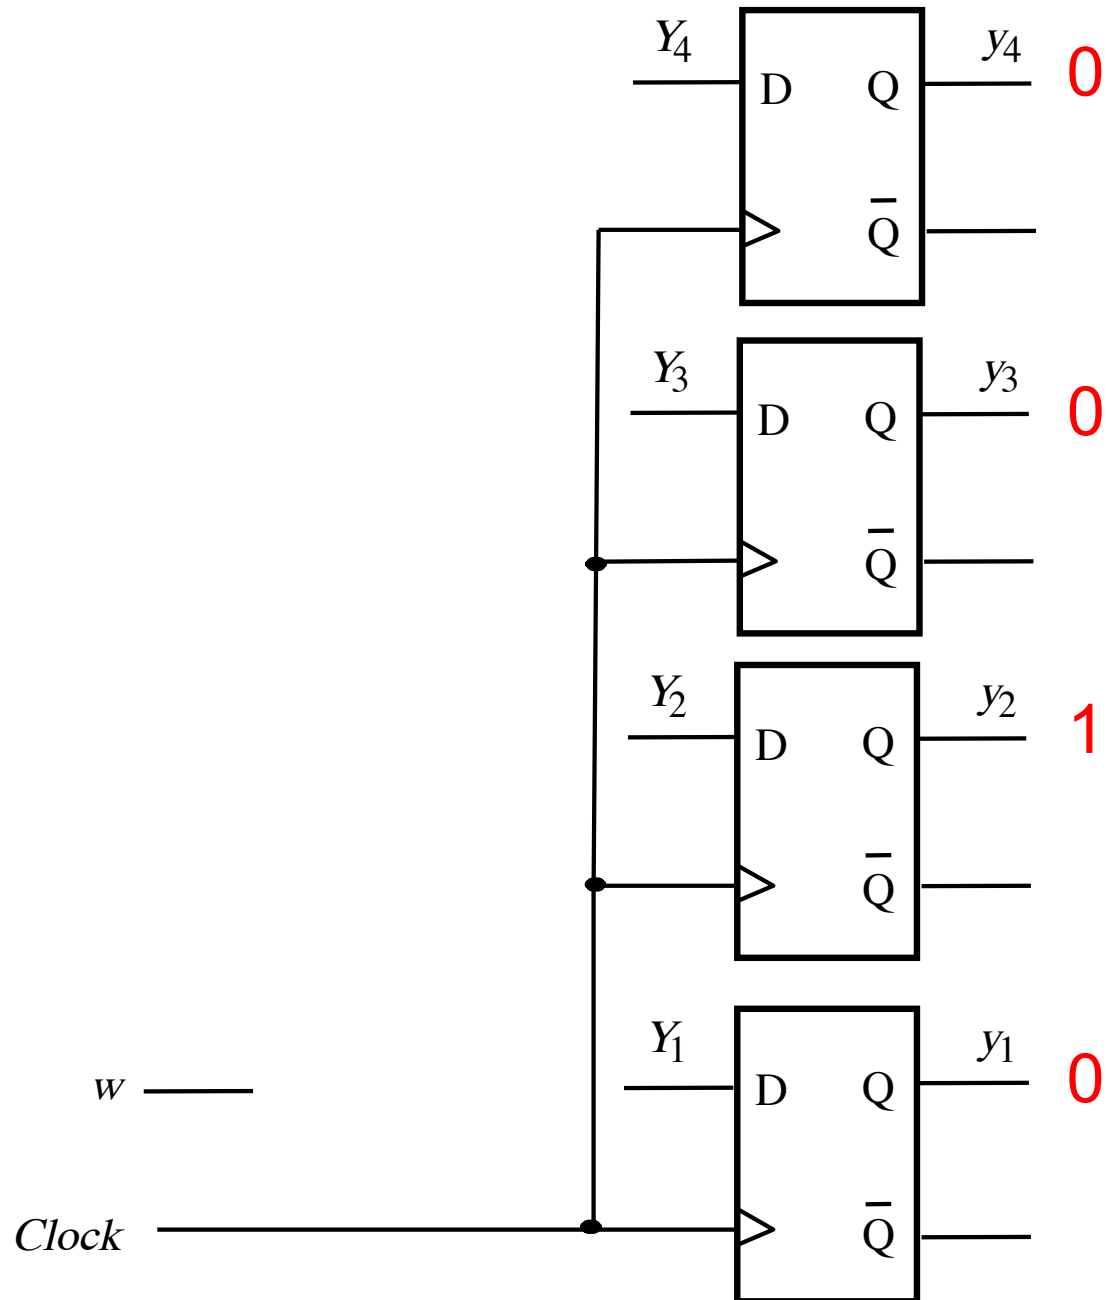 Y4 y4 0
D Q
Q̅
Y3 y3 0
D Q
Q̅
Y2 y2 1
D Q
Q̅
Y1 y1 0
w D Q
Clock Q̅